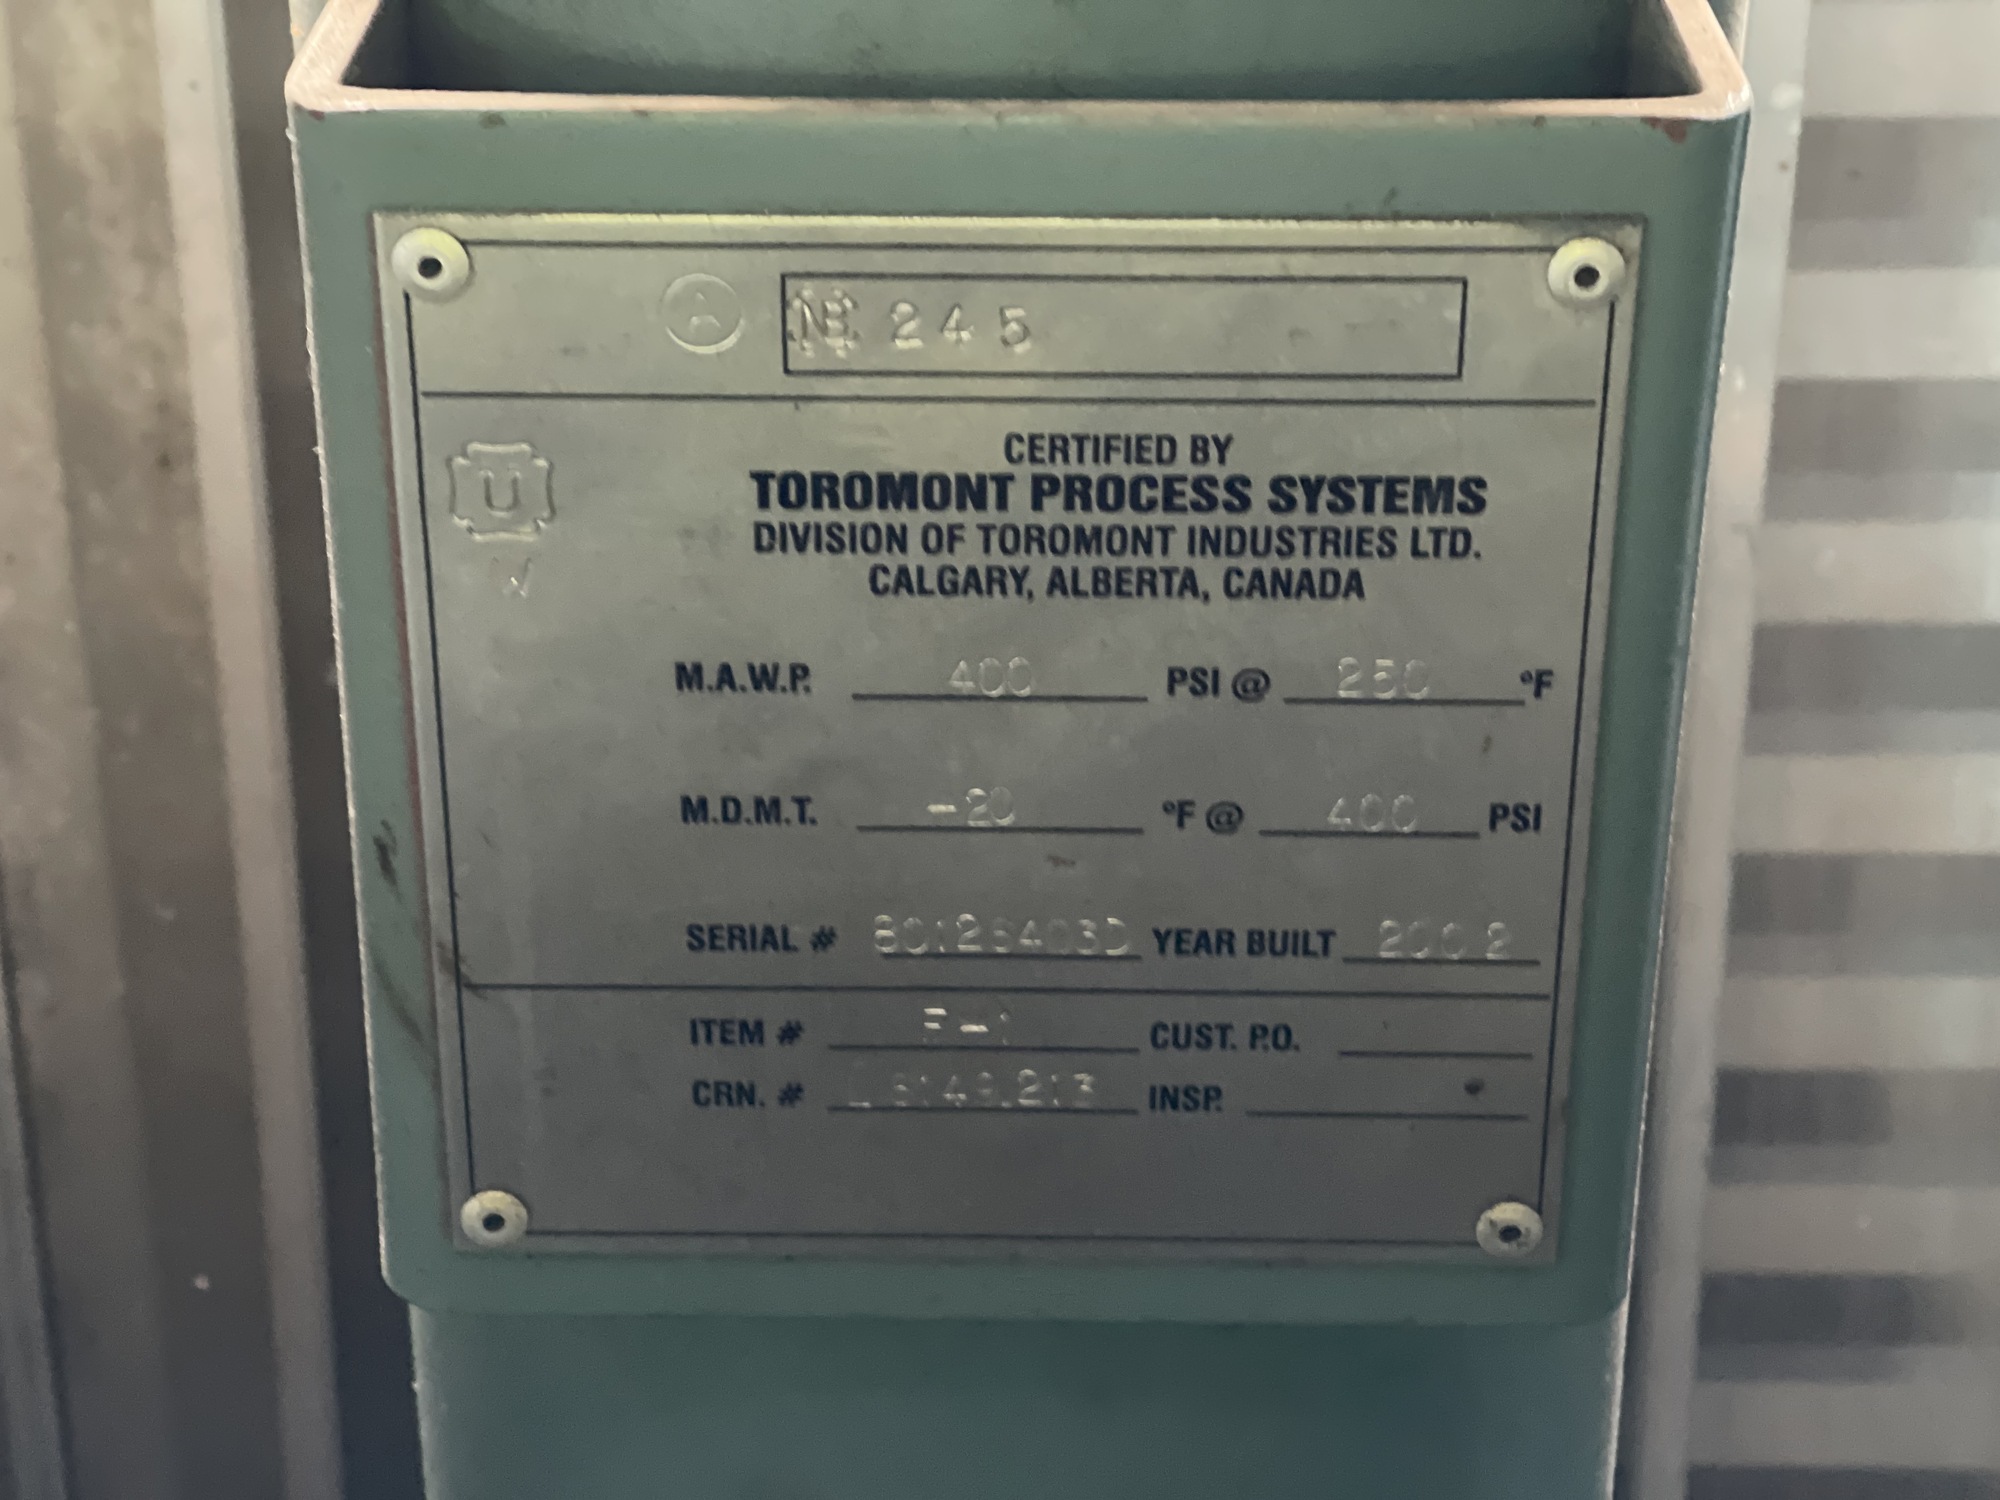 A NB 245
CERTIFIED BY
TOROMONT PROCESS SYSTEMS
DIVISION OF TOROMONT INDUSTRIES LTD.
CALGARY, ALBERTA, CANADA
U
W
M.A.W.P. 400 PSI @ 250 °F
M.D.M.T. -20 °F @ 400 PSI
SERIAL # YEAR BUILT 2002
ITEM # F-1 CUST. P.O.
CRN. # INSP.